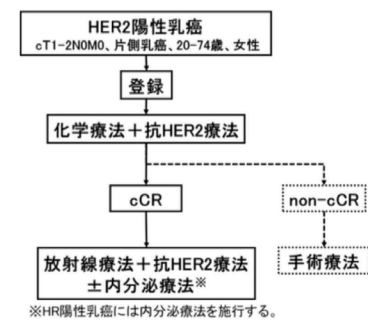 HER2陽性乳癌
cT1-2N0M0、片側乳癌、20-74歳、女性
登録
化学療法＋抗HER2療法
cCR
non-cCR
放射線療法＋抗HER2療法
±内分泌療法※
手術療法
※HR陽性乳癌には内分泌療法を施行する。